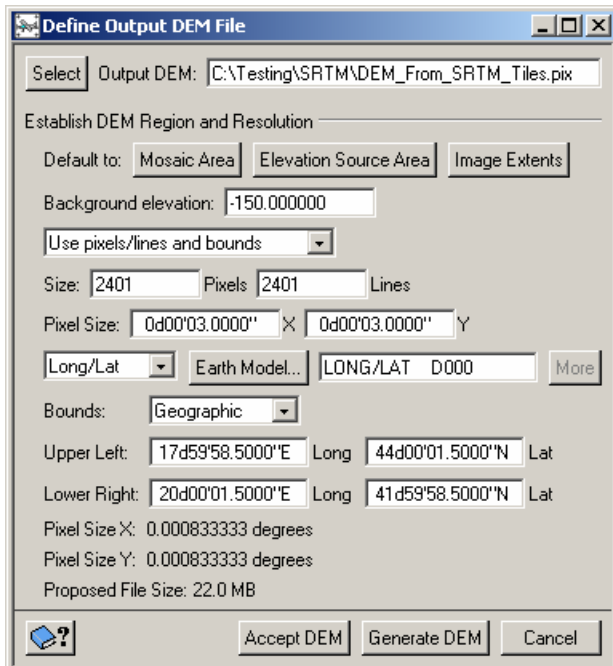 Define Output DEM File
Select Output DEM: C:\Testing\SRTM\DEM_From_SRTM_Tiles.pix
Establish DEM Region and Resolution
Default to: Mosaic Area Elevation Source Area Image Extents
Background elevation: -150.000000
Use pixels/lines and bounds
Size: 2401 Pixels 2401 Lines
Pixel Size: 0d00'03.0000" X 0d00'03.0000" Y
Long/Lat Earth Model... LONG/LAT D000 More
Bounds: Geographic
Upper Left: 17d59'58.5000"E Long 44d00'01.5000"N Lat
Lower Right: 20d00'01.5000"E Long 41d59'58.5000"N Lat
Pixel Size X: 0.000833333 degrees
Pixel Size Y: 0.000833333 degrees
Proposed File Size: 22.0 MB
? Accept DEM Generate DEM Cancel